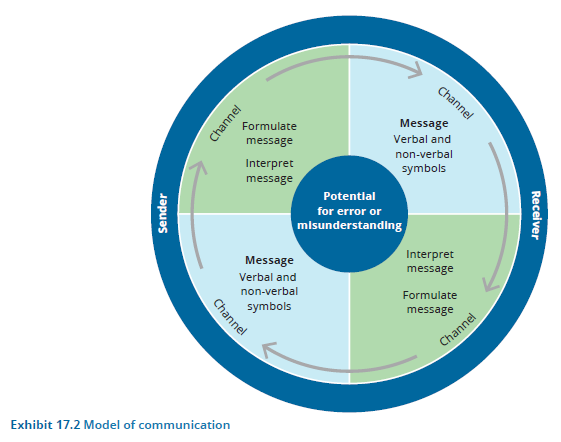 Channel
Formulate
message
Interpret
message
Channel
Message
Verbal and
non-verbal
symbols
Potential
for error or
misunderstanding
Sender
Receiver
Message
Verbal and
non-verbal
symbols
Channel
Interpret
message
Formulate
message
Channel
Exhibit 17.2 Model of communication